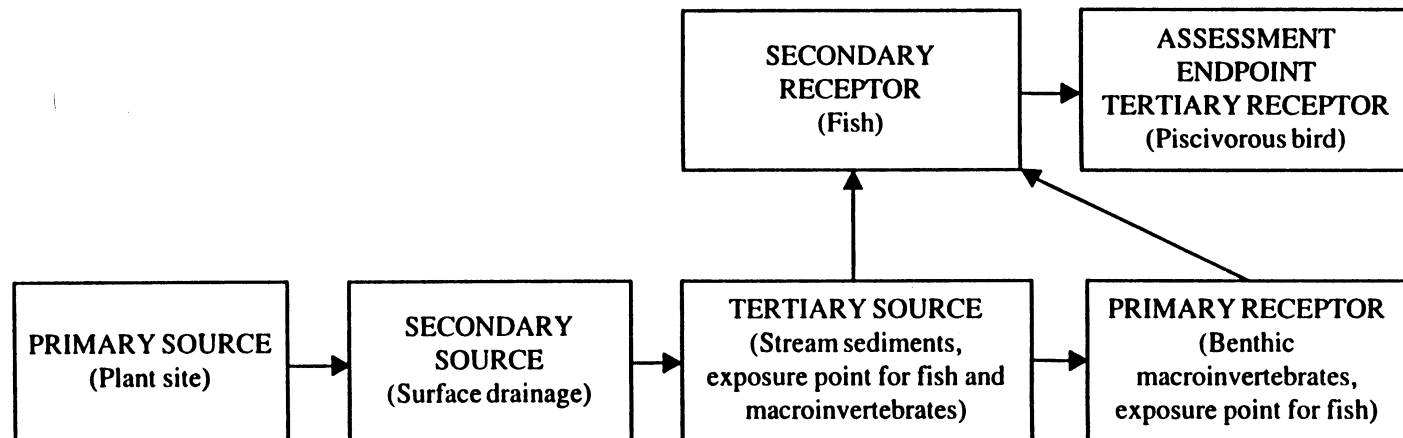 SECONDARY
RECEPTOR
(Fish)
ASSESSMENT
ENDPOINT
TERTIARY RECEPTOR
(Piscivorous bird)
PRIMARY SOURCE
(Plant site)
SECONDARY
SOURCE
(Surface drainage)
TERTIARY SOURCE
(Stream sediments,
exposure point for fish and
macroinvertebrates)
PRIMARY RECEPTOR
(Benthic
macroinvertebrates,
exposure point for fish)